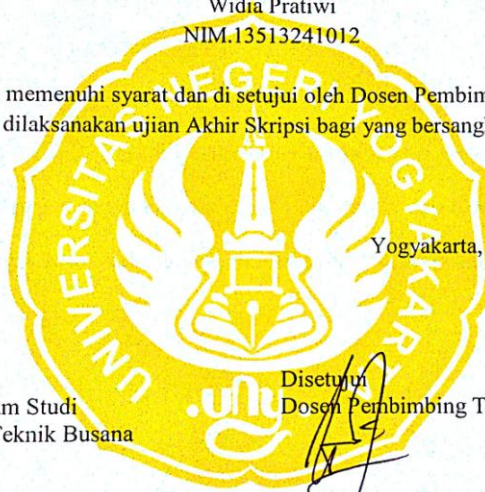 Widia Pratiwi
NIM.13513241012
memenuhi syarat dan di setujui oleh Dosen Pembim
dilaksanakan ujian Akhir Skripsi bagi yang bersangk
UNIVERSITAS NEGERI YOGYAKARTA
Yogyakarta,
uny
Disetujui
am Studi Dosen Pembimbing T
Teknik Busana